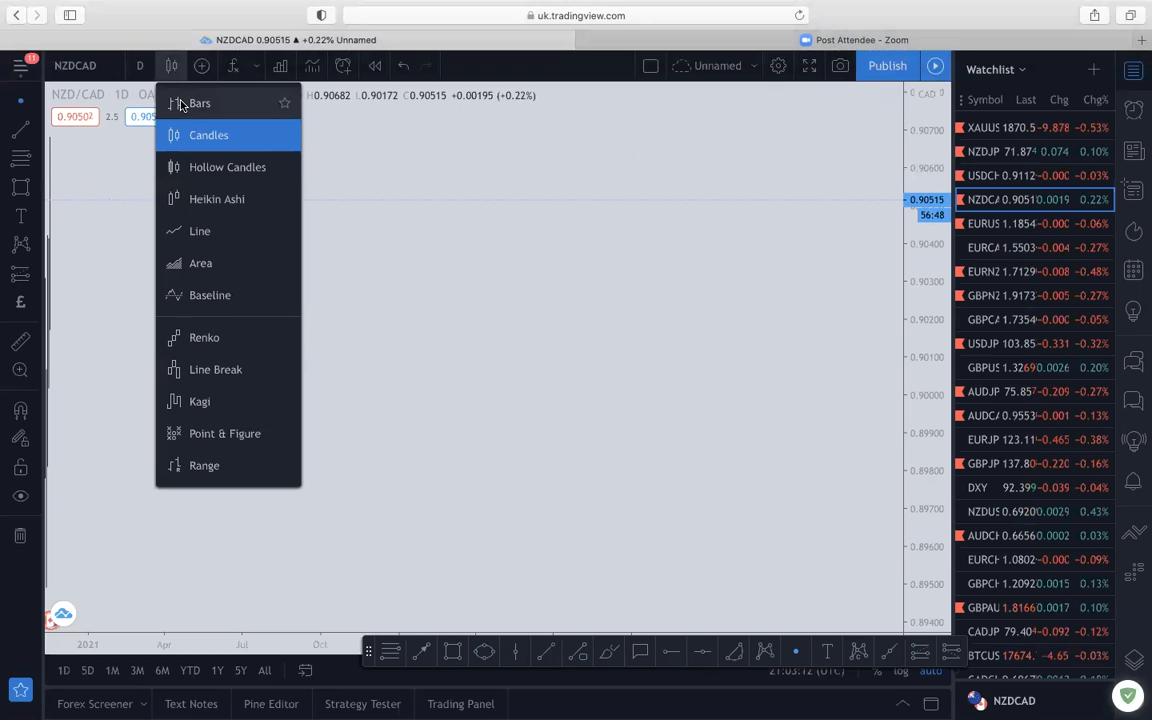 uk.tradingview.com
NZDCAD 0.90515 ▲ +0.22% Unnamed
Post Attendee - Zoom
11
NZDCAD D Unnamed Publish
NZD/CAD 1D OA H0.90682 L0.90172 C0.90515 +0.00195 (+0.22%)
0.90502 2.5 0.905
Bars
Candles
Hollow Candles
Heikin Ashi
Line
Area
Baseline
Renko
Line Break
Kagi
Point & Figure
Range
CAD
0.90700
0.90600
0.90515
56:48
0.90400
0.90300
0.90200
0.90100
0.90000
0.89900
0.89800
0.89700
0.89600
0.89500
0.89400
2021 Apr Jul Oct
1D 5D 1M 3M 6M YTD 1Y 5Y All
21:03:12 (UTC) % log auto
Forex Screener Text Notes Pine Editor Strategy Tester Trading Panel
Watchlist
Symbol Last Chg Chg%
XAUUS 1870.5 -9.878 -0.53%
NZDJP 71.874 0.074 0.10%
USDCH 0.9112 -0.000 -0.03%
NZDCA 0.9051 0.0019 0.22%
EURUS 1.1854 -0.000 -0.06%
EURCA 1.5503 -0.004 -0.27%
EURNZ 1.7129 -0.008 -0.48%
GBPNZ 1.9173 -0.005 -0.27%
GBPCA 1.7354 -0.000 -0.05%
USDJP 103.85 -0.331 -0.32%
GBPUS 1.3269 0.0026 0.20%
AUDJP 75.857 -0.209 -0.27%
AUDCA 0.9553 -0.001 -0.13%
EURJP 123.11 -0.465 -0.38%
GBPJP 137.80 -0.220 -0.16%
DXY 92.399 -0.039 -0.04%
NZDUS 0.6920 0.0029 0.43%
AUDCH 0.6656 0.0002 0.03%
EURCH 1.0802 -0.000 -0.09%
GBPCH 1.2092 0.0015 0.13%
GBPAU 1.8166 0.0017 0.10%
CADJP 79.404 -0.092 -0.12%
BTCUS 17674. -4.65 -0.03%
NZDCAD